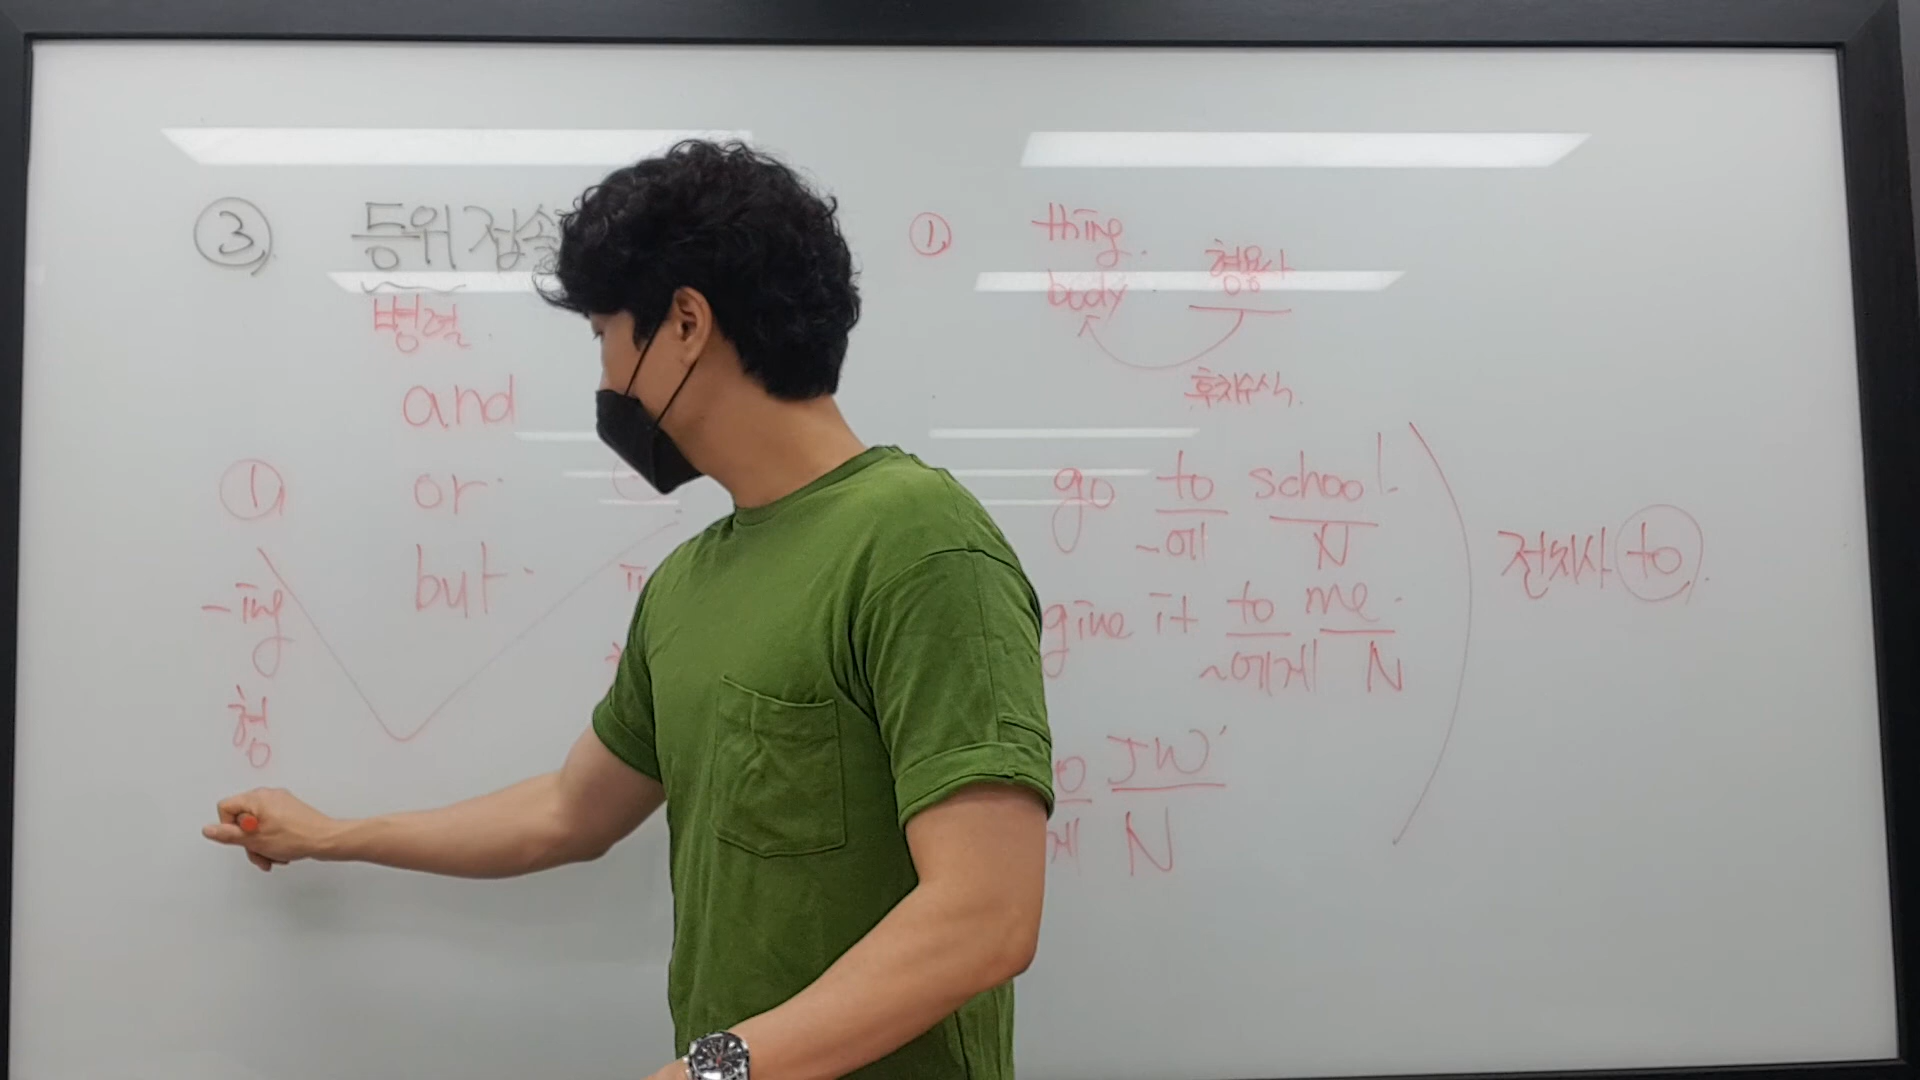 ③ 등위접속
병렬.
and
① or.
but.
-ing
형
① thing.
body
형용사
후치수식.
go to school.
~에 N
give it to me.
~에게 N
JW
N
전치사 to.